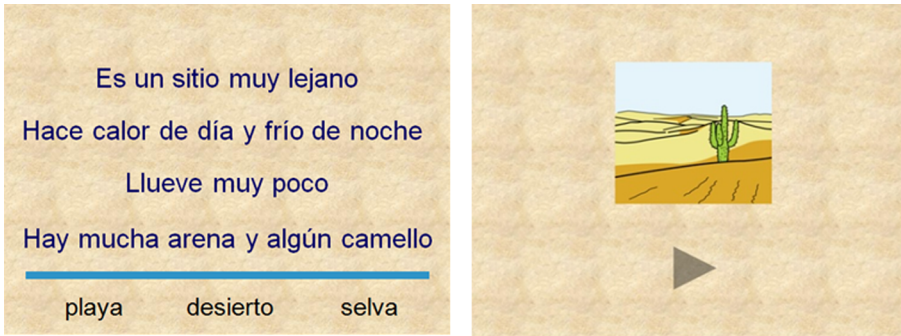 Es un sitio muy lejano
Hace calor de día y frío de noche
Llueve muy poco
Hay mucha arena y algún camello
playa desierto selva